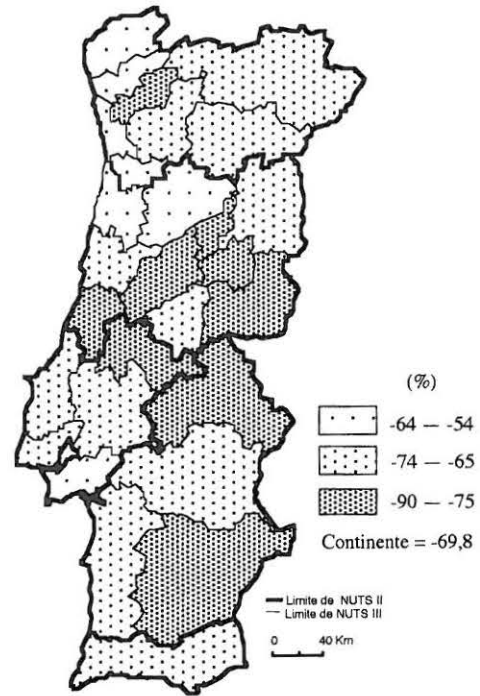 (%)
-64 — -54
-74 — -65
-90 — -75
Continente = -69,8
Limite de NUTS II
Limite de NUTS III
0 40 Km